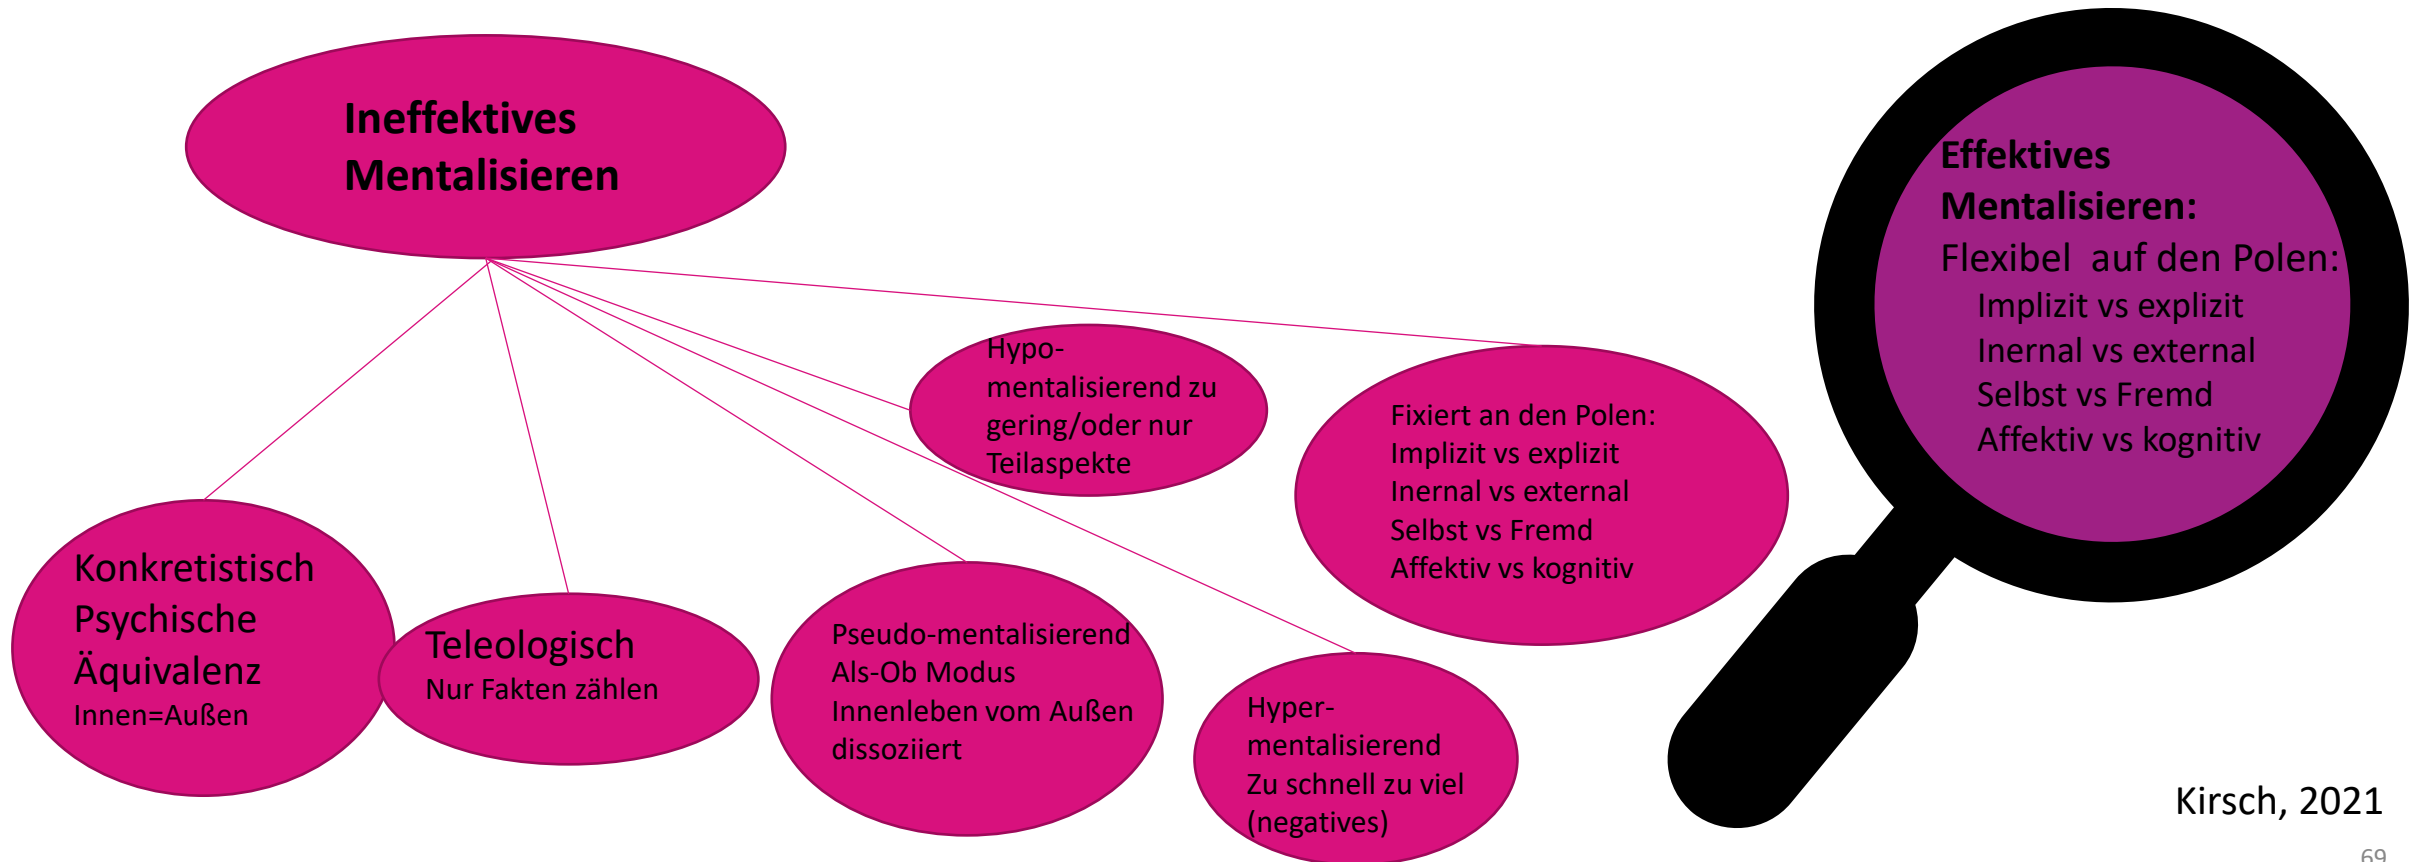 Ineffektives
Mentalisieren
Effektives
Mentalisieren:
Flexibel  auf den Polen:
Implizit vs explizit
Inernal vs external
Selbst vs Fremd
Affektiv vs kognitiv
Hypo-
mentalisierend zu
gering/oder nur
Teilaspekte
Fixiert an den Polen:
Implizit vs explizit
Inernal vs external
Selbst vs Fremd
Affektiv vs kognitiv
Konkretistisch
Psychische
Äquivalenz
Innen=Außen
Teleologisch
Nur Fakten zählen
Pseudo-mentalisierend
Als-Ob Modus
Innenleben vom Außen
dissoziiert
Hyper-
mentalisierend
Zu schnell zu viel
(negatives)
Kirsch, 2021
69